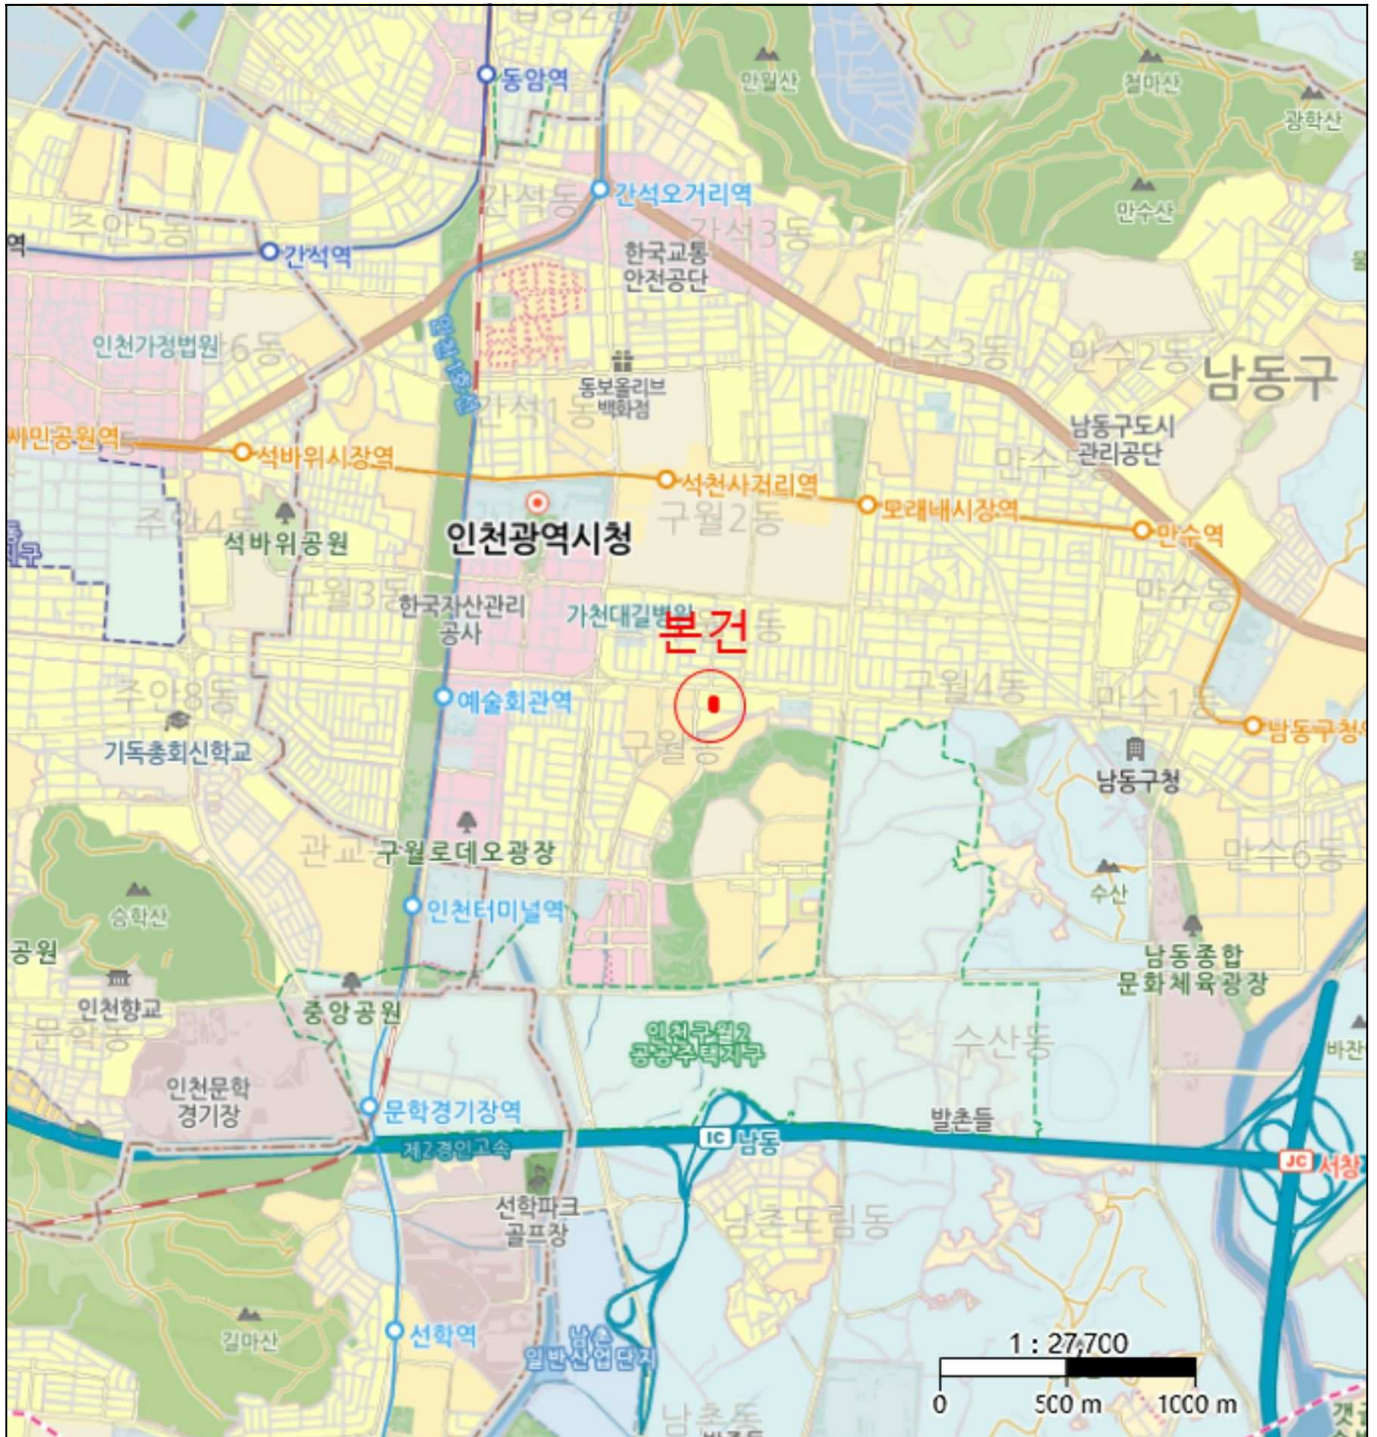 동암역
만월산
철마산
광학산
간석동
간석오거리역
주안5동
간석3동
역
간석역
한국교통
안전공단
인천가정법원
6동
만수3동
만수2동
남동구
동보올리브
백화점
간석1동
남동구도시
관리공단
만수산
시민공원역
석바위시장역
석천사거리역
모래내시장역
만수역
인천광역시청
구월2동
주안4동
석바위공원
구월3동
한국자산관리
공사
가천대길병원
본건
만수동
구월4동
만수1동
주안8동
예술회관역
남동구청
기독총회신학교
구월동
남동구청
관교
구월로데오광장
만수6동
수산
승학산
인천터미널역
공원
남동종합
문화체육광장
인천향교
중앙공원
문학동
인천구월2
공공주택지구
수산동
인천문학
경기장
문학경기장역
발촌들
제2경인고속
IC 남동
JC 서창
선학파크
골프장
남촌도림동
길마산
선학역
남촌
일반산업단지
1 : 27,700
0 500 m 1000 m
남촌동